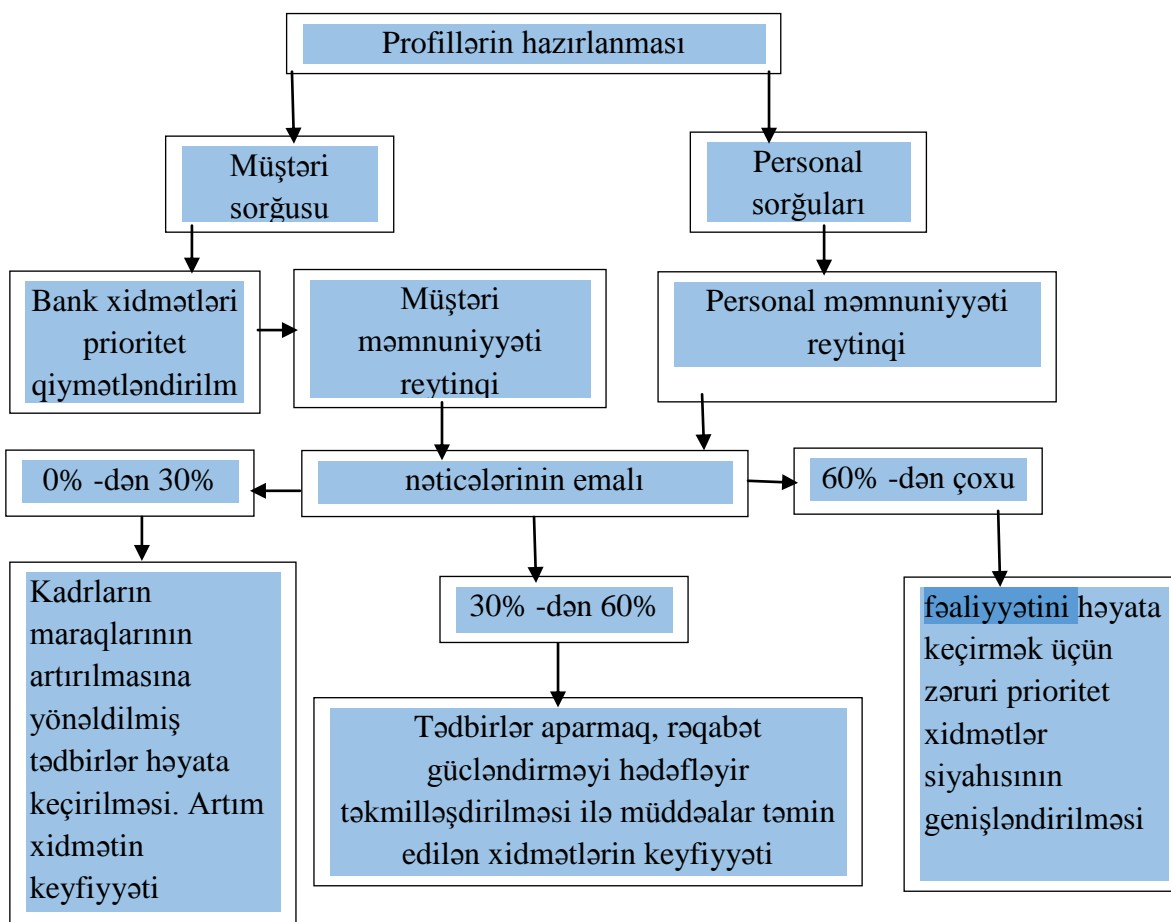 Profillərin hazırlanması
Müştəri
sorğusu
Personal
sorğuları
Bank xidmətləri
prioritet
qiymətləndirilm
Müştəri
məmnuniyyəti
reytinqi
Personal məmnuniyyəti
reytinqi
0% -dən 30%
nəticələrinin emalı
60% -dən çoxu
Kadrların
maraqlarının
artırılmasına
yönəldilmiş
tədbirlər həyata
keçirilməsi. Artım
xidmətin
keyfiyyəti
30% -dən 60%
Tədbirlər aparmaq, rəqabət
gücləndirməyi hədəfləyir
təkmilləşdirilməsi ilə müddəalar təmin
edilən xidmətlərin keyfiyyəti
fəaliyyətini həyata
keçirmək üçün
zəruri prioritet
xidmətlər
siyahısının
genişləndirilməsi